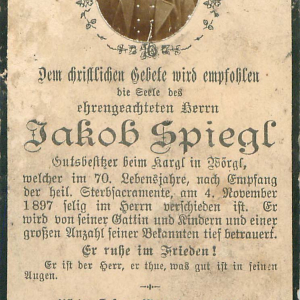 Dem christlichen Gebete wird empfohlen
die Seele des
ehrengeachteten Herrn
Jakob Spiegl
Gutsbesitzer beim Kargl in Wörgl,
welcher im 70. Lebensjahre, nach Empfang
der heil. Sterbsacramente, am 4. November
1897 selig im Herrn verschieden ist. Er
wird von seiner Gattin und Kindern und einer
großen Anzahl seiner Bekannten tief betrauert.
Er ruhe im Frieden!
Er ist der Herr, er thue, was gut ist in seinen
Augen.